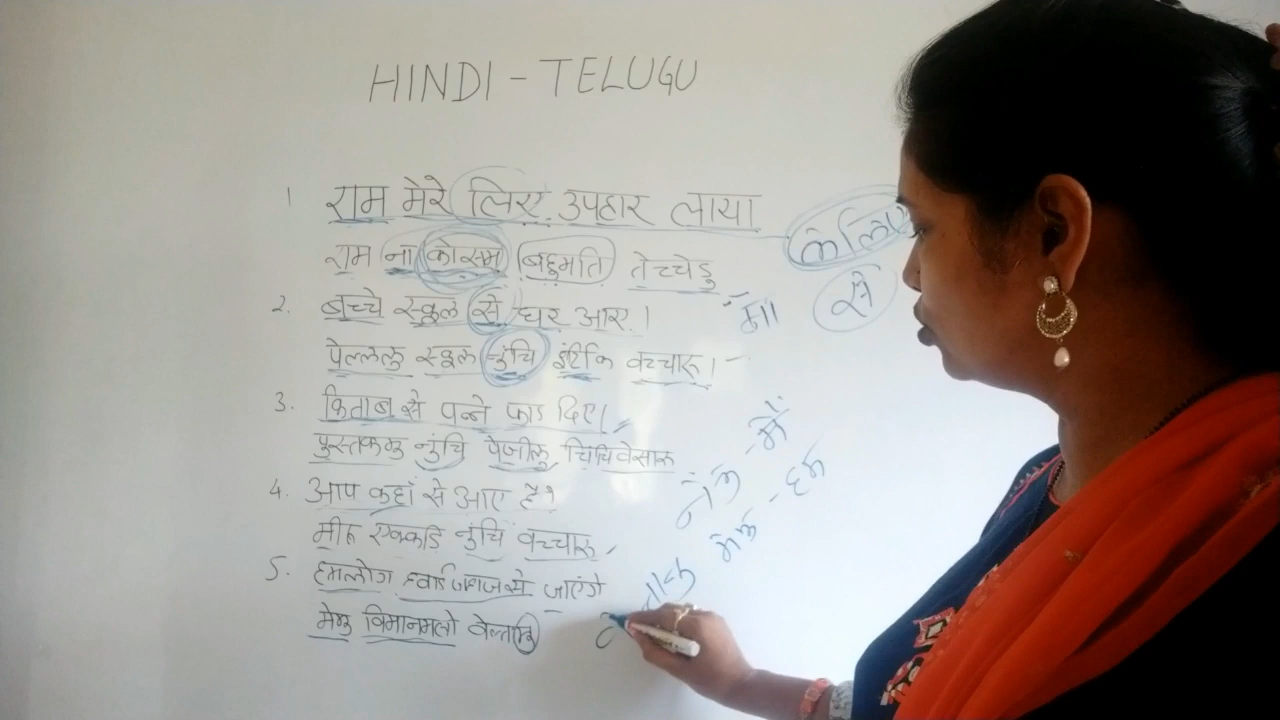 HINDI - TELUGU
1 राम मेरे लिए उपहार लाया
राम ना कोसम बहुमति तेच्चेडु
के लिए
से
2. बच्चे स्कूल से घर आए।
ना
पेल्ललु स्कूल नुंचि इंटिकि वच्चारू।
3. किताब से पन्ने फाड दिए।
पुस्तकमु नुंचि पेजीलु चिंचिवेसारू
नेनु - मैं
4. आप कहाँ से आए है?
मेमु - हम
मीरू एक्कडि नुंचि वच्चारू
5. हमलोग हवाई जहाज से जाएंगे
मेमु विमानमलो वेल्तामु